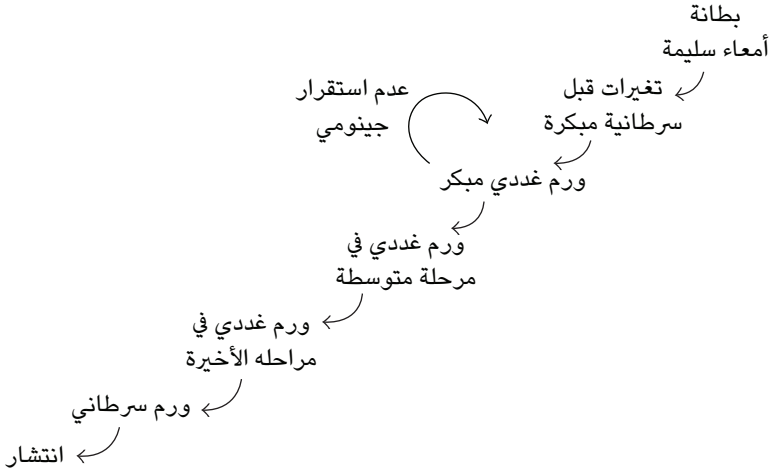 بطانة
أمعاء سليمة
تغيرات قبل
سرطانية مبكرة
عدم استقرار
جينومي
ورم غددي مبكر
ورم غددي في
مرحلة متوسطة
ورم غددي في
مراحله الأخيرة
ورم سرطاني
انتشار